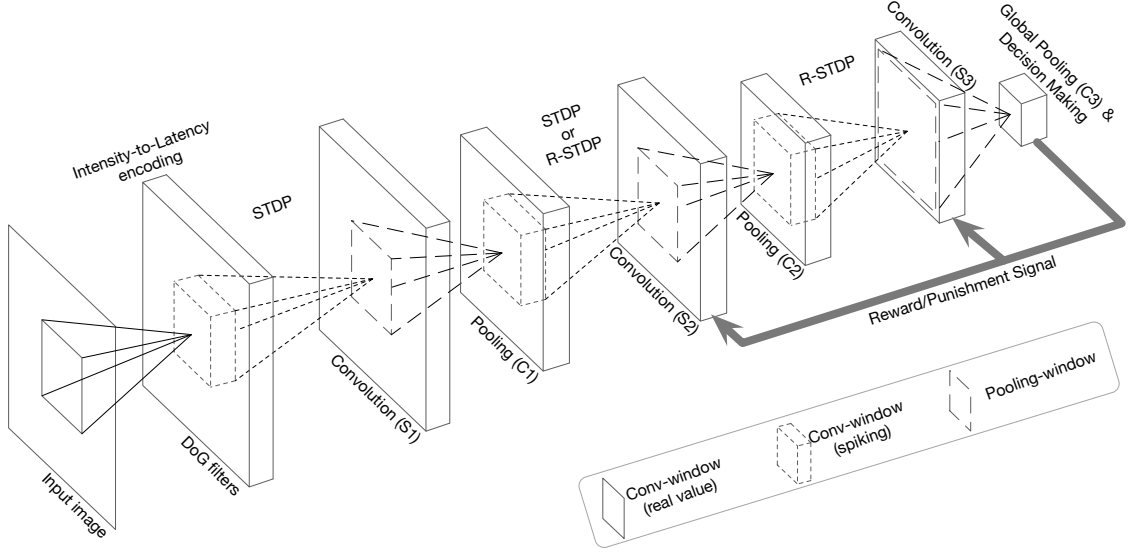 Intensity-to-Latency
encoding
STDP
STDP
or
R-STDP
R-STDP
Input image
DoG filters
Convolution (S1)
Pooling (C1)
Convolution (S2)
Pooling (C2)
Convolution (S3)
Global Pooling (C3) &
Decision Making
Reward/Punishment Signal
Conv-window
(real value)
Conv-window
(spiking)
Pooling-window